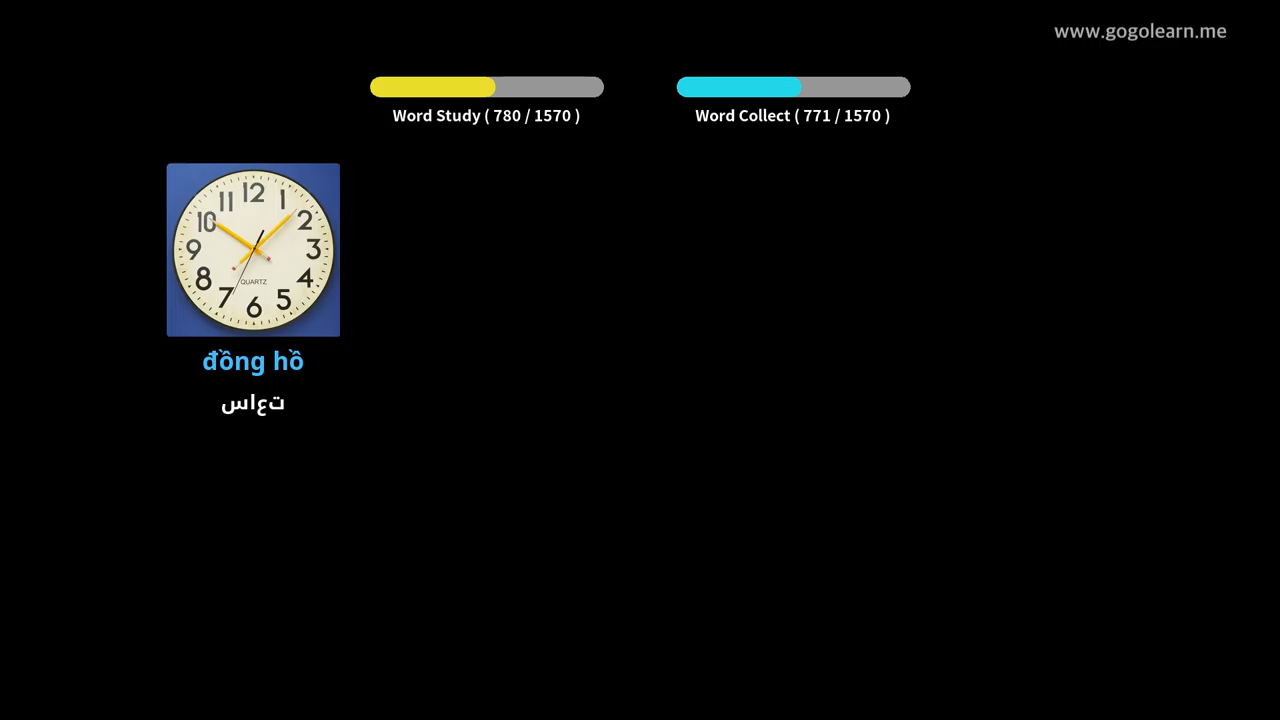 www.gogolearn.me
Word Study ( 780 / 1570 )
Word Collect ( 771 / 1570 )
12
11 1
10 2
9 3
8 4
QUARTZ
7 5
6
đồng hồ
ساعت